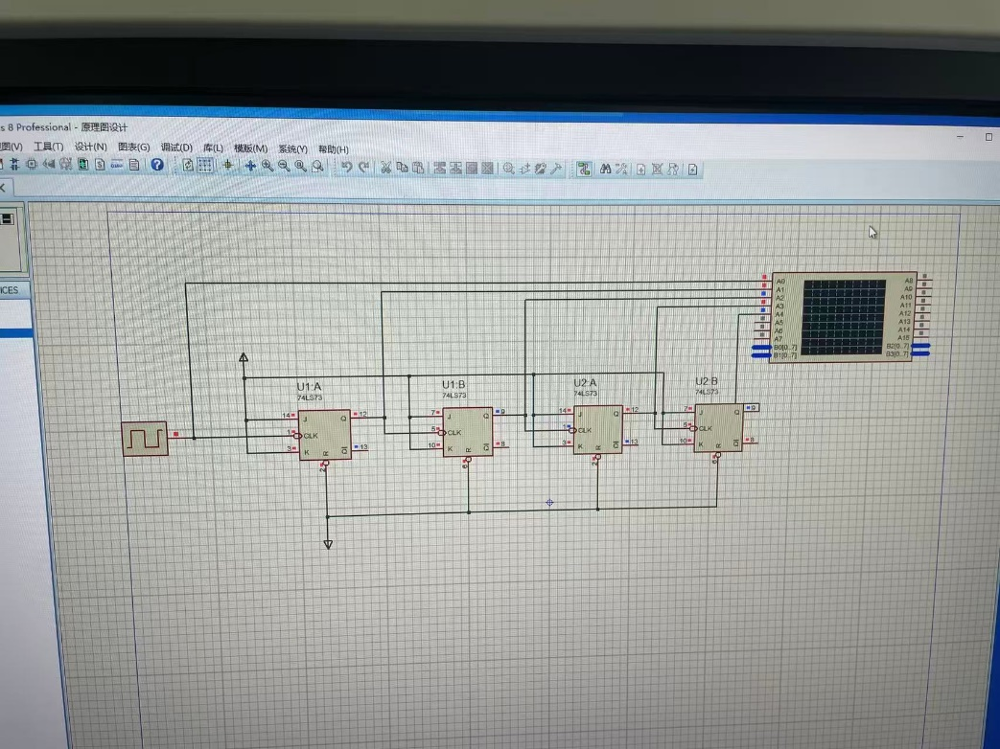 s 8 Professional - 原理图设计
图(V) 工具(T) 设计(N) 图表(G) 调试(D) 库(L) 模版(M) 系统(Y) 帮助(H)
ICES
A0 A8
A1 A9
A2 A10
A3 A11
A4 A12
A5 A13
A6 A14
A7 A15
B0[0..7] B2[0..7]
B1[0..7] B3[0..7]
U1:A
74LS73
U1:B
74LS73
U2:A
74LS73
U2:B
74LS73
14 J Q 12
1 CLK
3 K Q 13
R
2
7 J Q 9
5 CLK
10 K Q 8
R
6
14 J Q 12
1 CLK
3 K Q 13
R
2
7 J Q 9
5 CLK
10 K Q 8
R
6